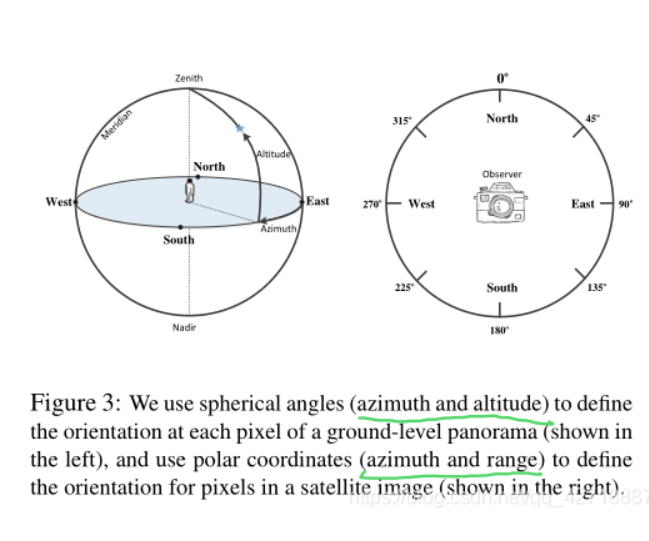 Zenith
Meridian
Altitude
North
West
East
Azimuth
South
Nadir
0°
315°
North
45°
Observer
270°
West
East
90°
225°
South
135°
180°
Figure 3: We use spherical angles (azimuth and altitude) to define
the orientation at each pixel of a ground-level panorama (shown in
the left), and use polar coordinates (azimuth and range) to define
the orientation for pixels in a satellite image (shown in the right).